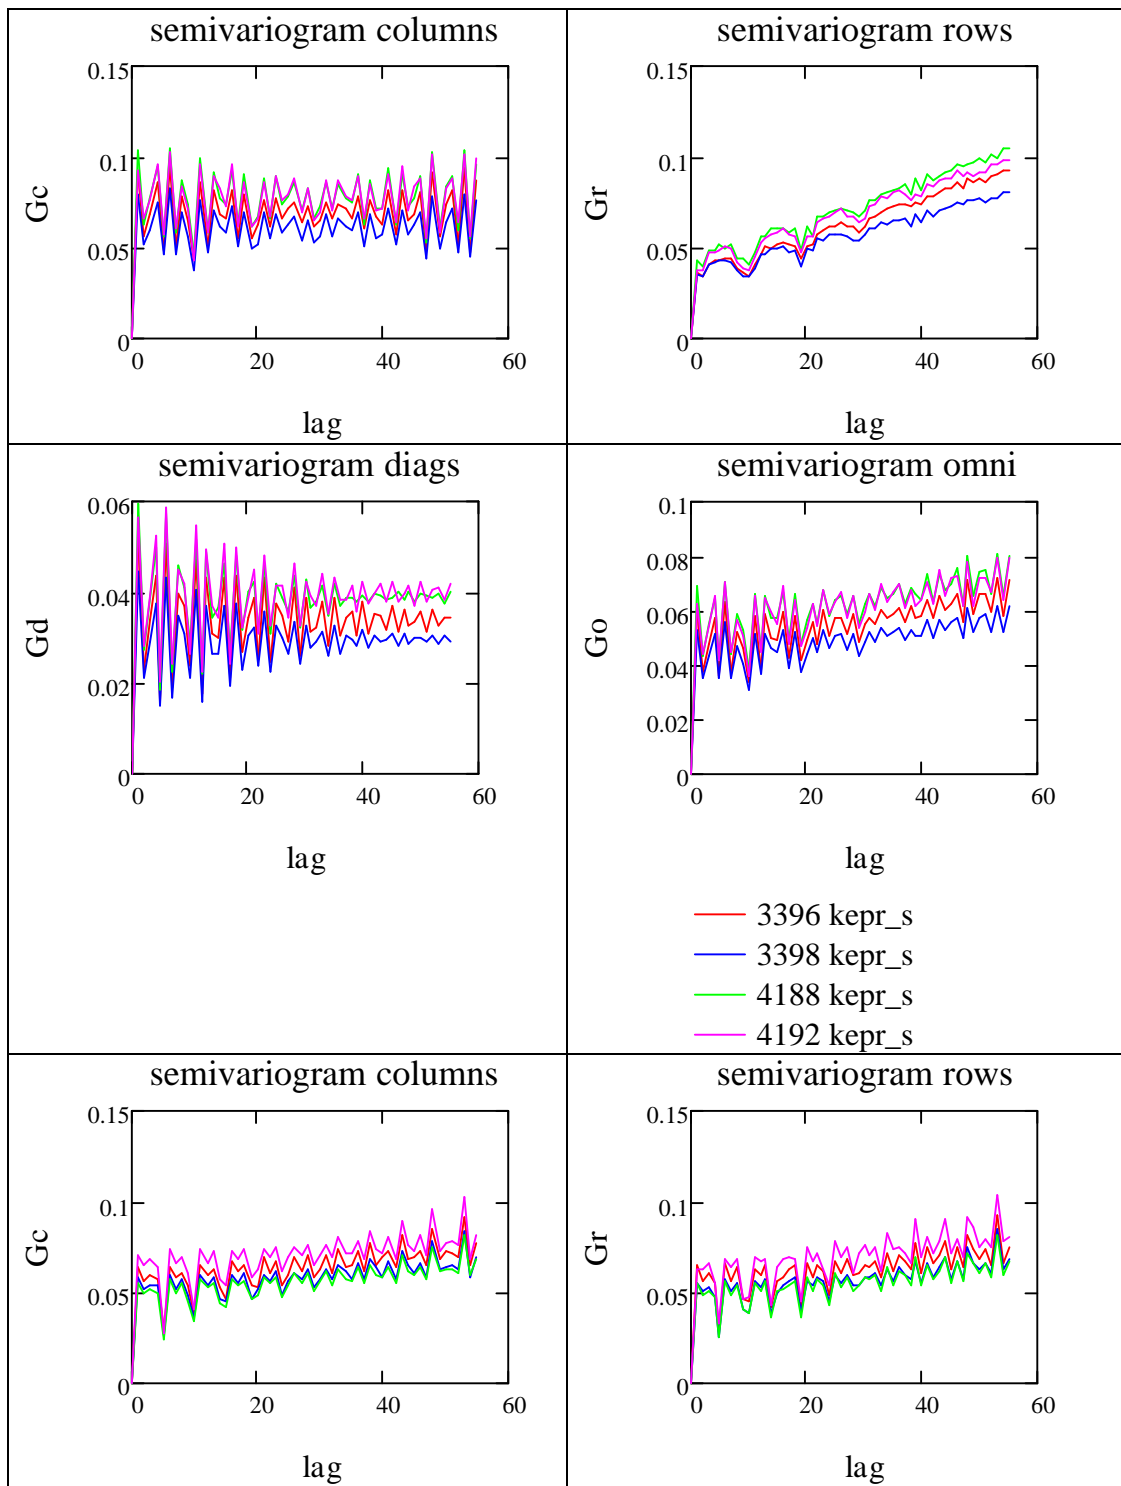 semivariogram columns
0.15
0.1
Gc
0.05
0
0 20 40 60
lag
semivariogram rows
0.15
0.1
Gr
0.05
0
0 20 40 60
lag
semivariogram diags
0.06
0.04
Gd
0.02
0
0 20 40 60
lag
semivariogram omni
0.1
0.08
0.06
Go
0.04
0.02
0
0 20 40 60
lag
3396 kepr_s
3398 kepr_s
4188 kepr_s
4192 kepr_s
semivariogram columns
0.15
0.1
Gc
0.05
0
0 20 40 60
lag
semivariogram rows
0.15
0.1
Gr
0.05
0
0 20 40 60
lag